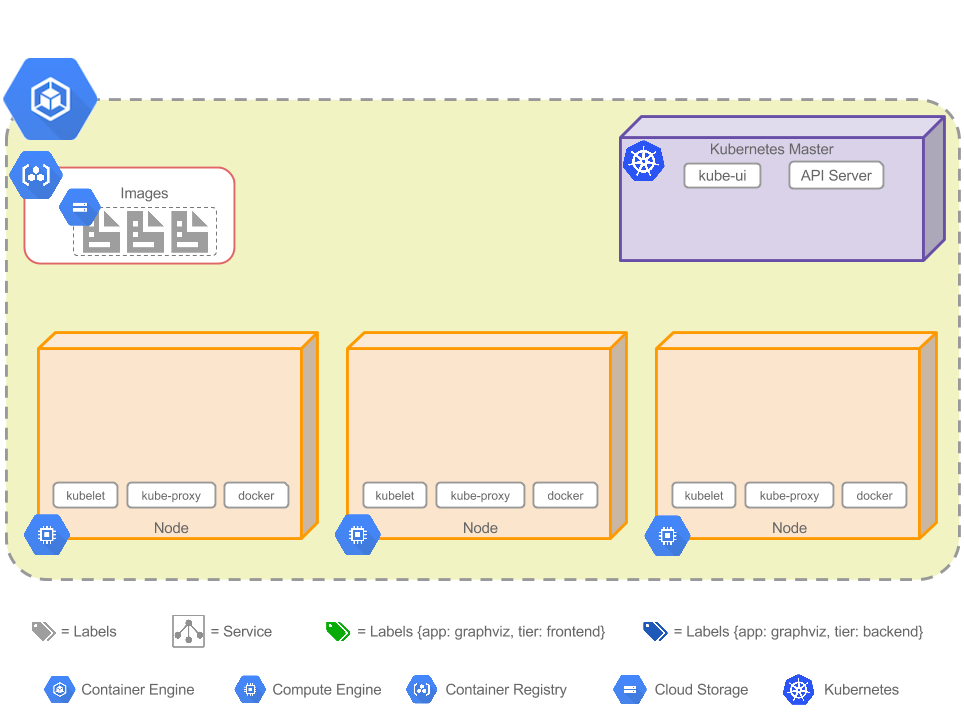 Kubernetes Master
kube-ui
API Server
Images
kubelet
kube-proxy
docker
Node
kubelet
kube-proxy
docker
Node
kubelet
kube-proxy
docker
Node
= Labels
= Service
= Labels {app: graphviz, tier: frontend}
= Labels {app: graphviz, tier: backend}
Container Engine
Compute Engine
Container Registry
Cloud Storage
Kubernetes